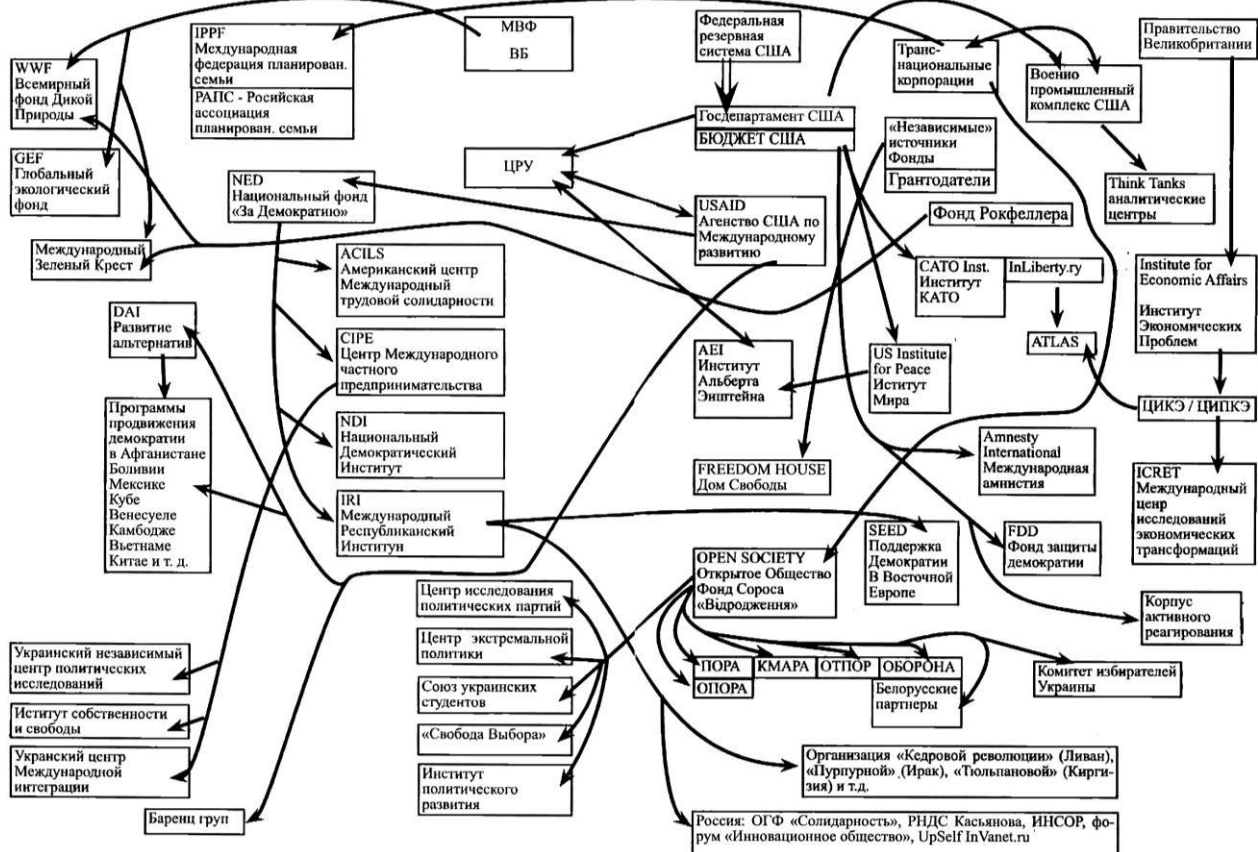 МВФ
ВБ
Федеральная
резервная
система США
Транс-
национальные
корпорации
Правительство
Великобритании
IPPF
Международная
федерация планирован.
семьи
РАПС - Росийская
ассоциация
планирован. семьи
WWF
Всемирный
фонд Дикой
Природы
Военно
промышленный
комплекс США
Госдепартамент США
БЮДЖЕТ США
«Независимые»
источники
Фонды
Грантодатели
GEF
Глобальный
экологический
фонд
ЦРУ
NED
Национальный фонд
«За Демократию»
USAID
Агенство США по
Международному
развитию
Think Tanks
аналитические
центры
Фонд Рокфеллера
Международный
Зеленый Крест
ACILS
Американский центр
Международный
трудовой солидарности
CATO Inst.
Институт
КАТО
InLiberty.ry
Institute for
Economic Affairs
Институт
Экономических
Проблем
DAI
Развитие
альтернатив
CIPE
Центр Международного
частного
предпринимательства
AEI
Институт
Альберта
Энштейна
US Institute
for Peace
Иститут
Мира
ATLAS
ЦИКЭ / ЦИПКЭ
Программы
продвижения
демократии
в Афганистане
Боливии
Мексике
Кубе
Венесуеле
Камбодже
Вьетнаме
Китае и т. д.
NDI
Национальный
Демократический
Институт
FREEDOM HOUSE
Дом Свободы
Amnesty
International
Международная
амнистия
ICRET
Международный
ценр
исследований
экономических
трансформаций
IRI
Международный
Республиканский
Институн
SEED
Поддержка
Демократии
В Восточной
Европе
FDD
Фонд защиты
демократии
OPEN SOCIETY
Открытое Общество
Фонд Сороса
«Відродження»
Корпус
активного
реагирования
Центр исследования
политических партий
Центр экстремальной
политики
Союз украинских
студентов
«Свобода Выбора»
Институт
политического
развития
ПОРА
КМАРА
ОТПОР
ОБОРОНА
ОПОРА
Белорусские
партнеры
Комитет избирателей
Украины
Украинский независимый
центр политических
исследований
Иститут собственности
и свободы
Укранский центр
Международной
интеграции
Баренц груп
Организация «Кедровой революции» (Ливан),
«Пурпурной» (Ирак), «Тюльпановой» (Кирги-
зия) и т.д.
Россия: ОГФ «Солидарность», РНДС Касьянова, ИНСОР, фо-
рум «Инновационное общество», UpSelf InVanet.ru